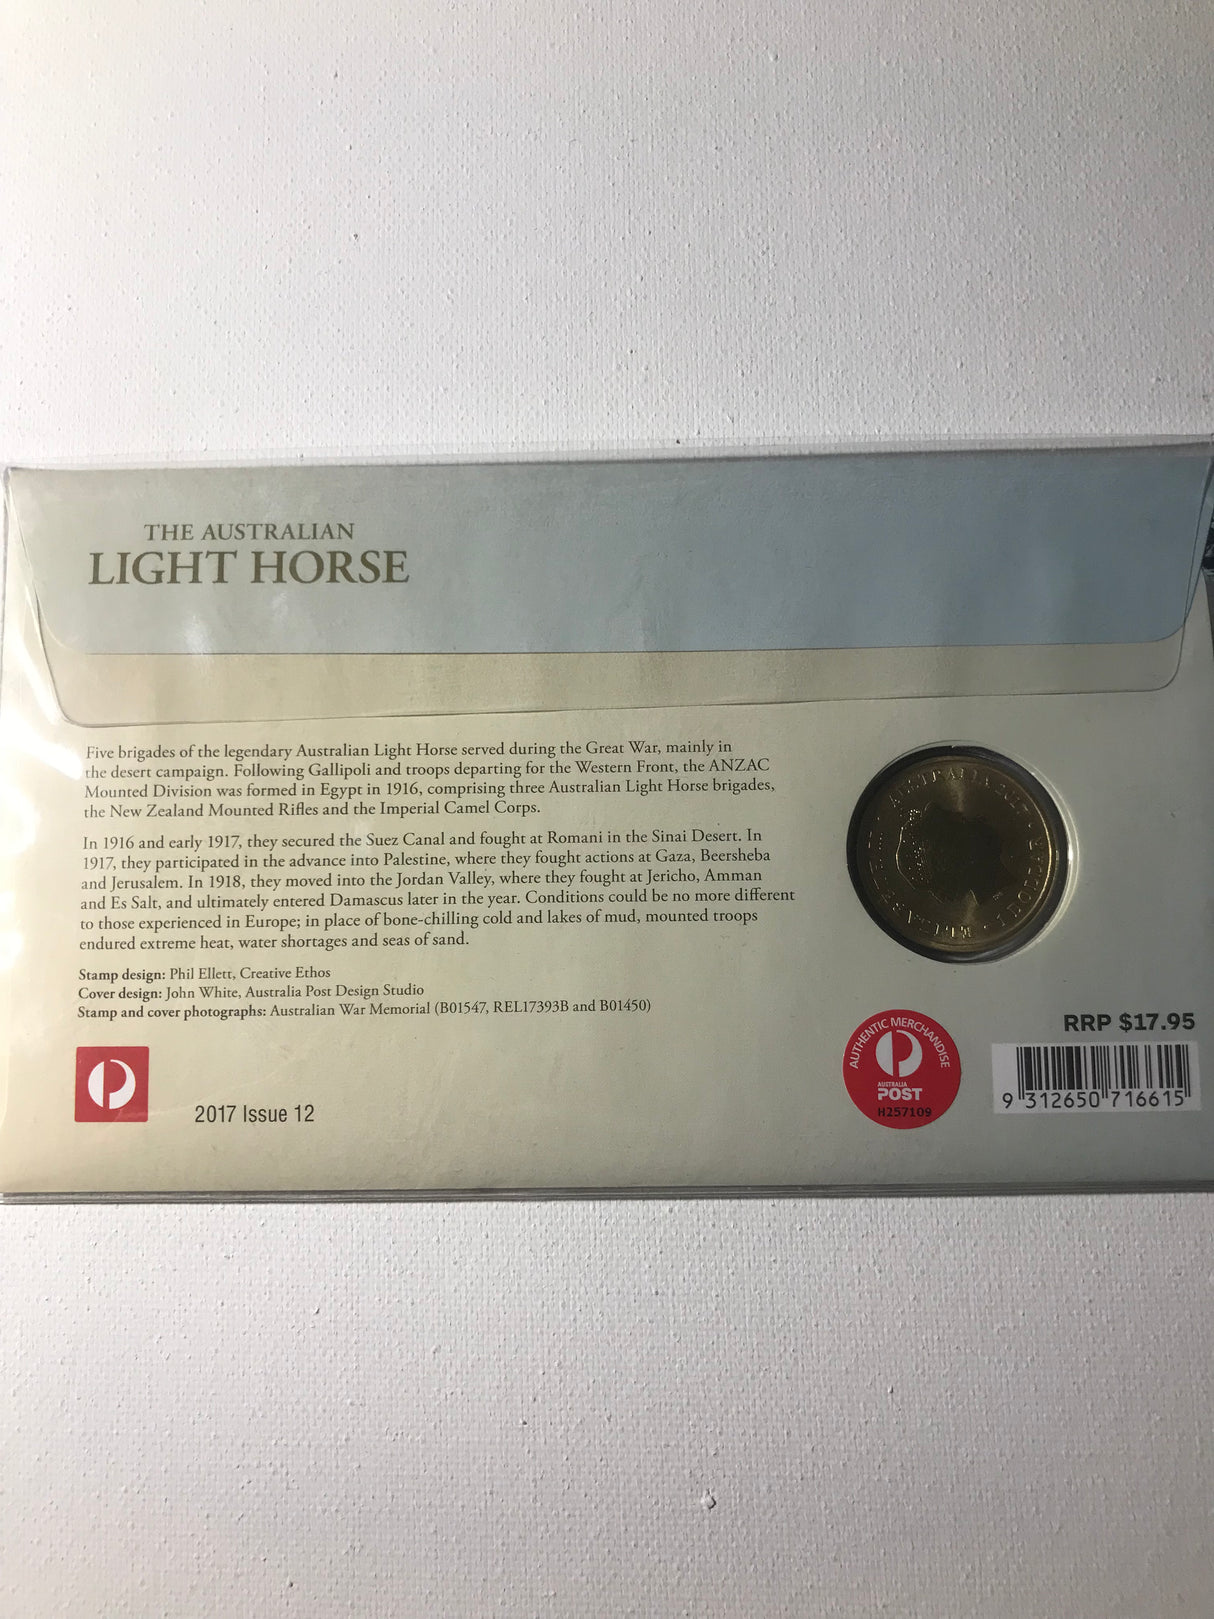 THE AUSTRALIAN
LIGHT HORSE
Five brigades of the legendary Australian Light Horse served during the Great War, mainly in
the desert campaign. Following Gallipoli and troops departing for the Western Front, the ANZAC
Mounted Division was formed in Egypt in 1916, comprising three Australian Light Horse brigades,
the New Zealand Mounted Rifles and the Imperial Camel Corps.
In 1916 and early 1917, they secured the Suez Canal and fought at Romani in the Sinai Desert. In
1917, they participated in the advance into Palestine, where they fought actions at Gaza, Beersheba
and Jerusalem. In 1918, they moved into the Jordan Valley, where they fought at Jericho, Amman
and Es Salt, and ultimately entered Damascus later in the year. Conditions could be no more different
to those experienced in Europe; in place of bone-chilling cold and lakes of mud, mounted troops
endured extreme heat, water shortages and seas of sand.
Stamp design: Phil Ellett, Creative Ethos
Cover design: John White, Australia Post Design Studio
Stamp and cover photographs: Australian War Memorial (B01547, REL17393B and B01450)
2017 Issue 12
ELIZABETH II
AUSTRALIA 2017
1 DOLLAR
AUTHENTIC MERCHANDISE
AUSTRALIA
POST
H257109
RRP $17.95
9 312650 716615